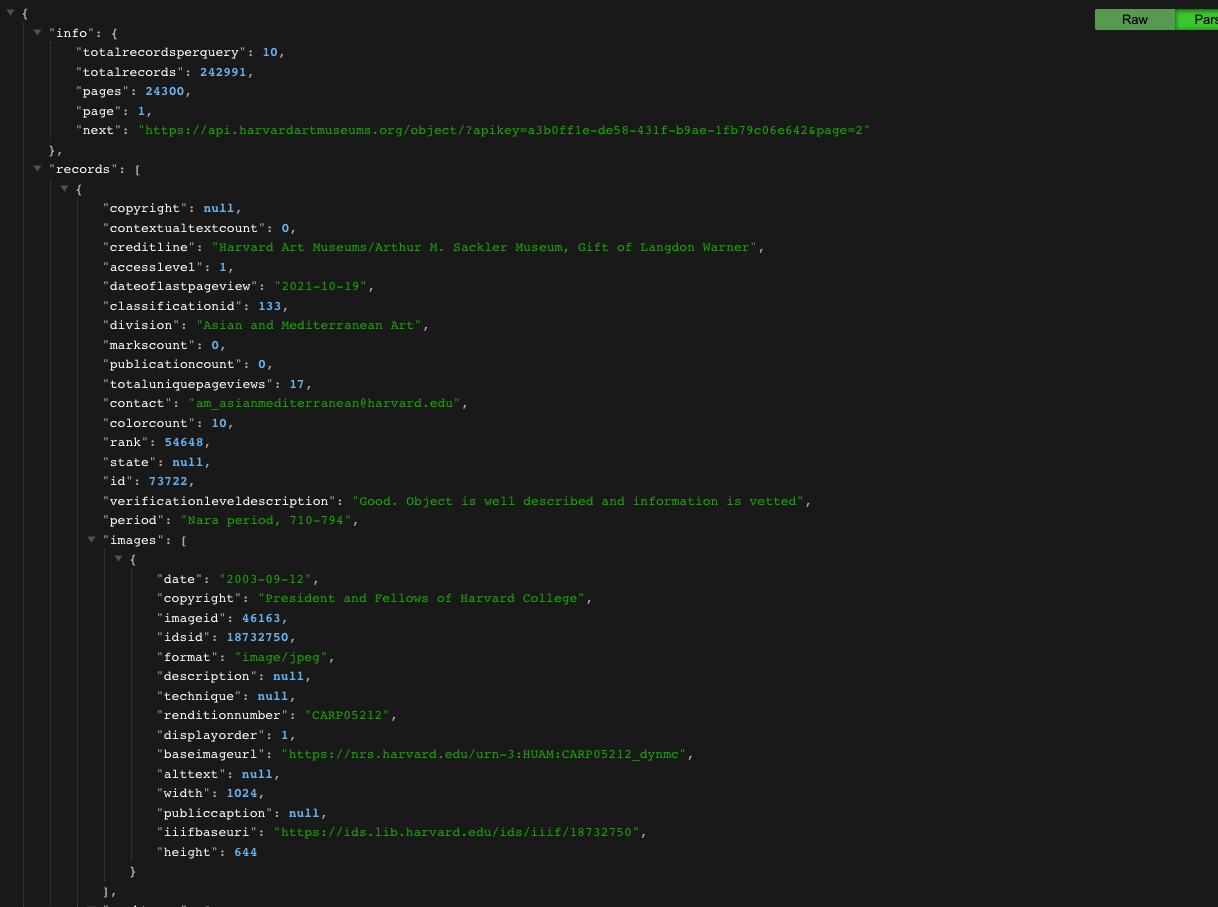 {
Raw Pars
"info": {
"totalrecordsperquery": 10,
"totalrecords": 242991,
"pages": 24300,
"page": 1,
"next": "https://api.harvardartmuseums.org/object/?apikey=a3b0ff1e-de58-431f-b9ae-1fb79c06e642&page=2"
},
"records": [
{
"copyright": null,
"contextualtextcount": 0,
"creditline": "Harvard Art Museums/Arthur M. Sackler Museum, Gift of Langdon Warner",
"accesslevel": 1,
"dateoflastpageview": "2021-10-19",
"classificationid": 133,
"division": "Asian and Mediterranean Art",
"markscount": 0,
"publicationcount": 0,
"totaluniquepageviews": 17,
"contact": "am_asianmediterranean@harvard.edu",
"colorcount": 10,
"rank": 54648,
"state": null,
"id": 73722,
"verificationleveldescription": "Good. Object is well described and information is vetted",
"period": "Nara period, 710-794",
"images": [
{
"date": "2003-09-12",
"copyright": "President and Fellows of Harvard College",
"imageid": 46163,
"idsid": 18732750,
"format": "image/jpeg",
"description": null,
"technique": null,
"renditionnumber": "CARP05212",
"displayorder": 1,
"baseimageurl": "https://nrs.harvard.edu/urn-3:HUAM:CARP05212_dynmc",
"alttext": null,
"width": 1024,
"publiccaption": null,
"iiifbaseuri": "https://ids.lib.harvard.edu/ids/iiif/18732750",
"height": 644
}
],